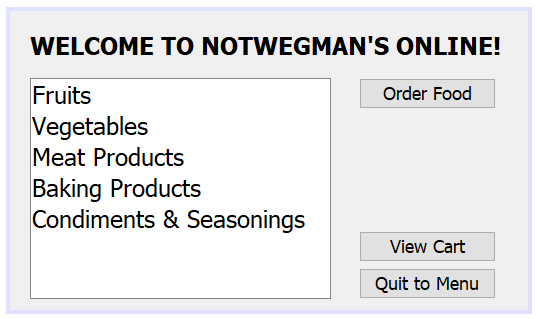 WELCOME TO NOTWEGMAN'S ONLINE!
Fruits
Vegetables
Meat Products
Baking Products
Condiments & Seasonings
Order Food
View Cart
Quit to Menu